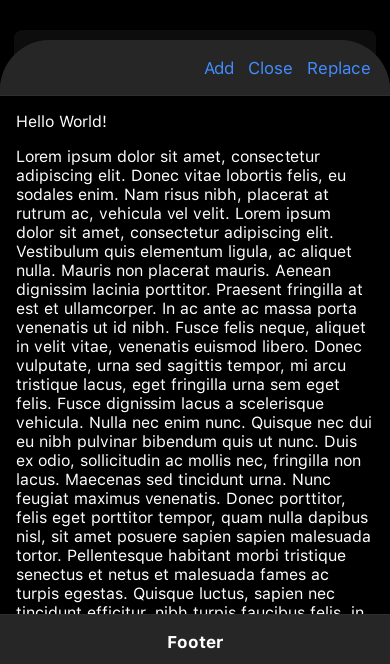 Add Close Replace
Hello World!
Lorem ipsum dolor sit amet, consectetur
adipiscing elit. Donec vitae lobortis felis, eu
sodales enim. Nam risus nibh, placerat at
rutrum ac, vehicula vel velit. Lorem ipsum
dolor sit amet, consectetur adipiscing elit.
Vestibulum quis elementum ligula, ac aliquet
nulla. Mauris non placerat mauris. Aenean
dignissim lacinia porttitor. Praesent fringilla at
est et ullamcorper. In ac ante ac massa porta
venenatis ut id nibh. Fusce felis neque, aliquet
in velit vitae, venenatis euismod libero. Donec
vulputate, urna sed sagittis tempor, mi arcu
tristique lacus, eget fringilla urna sem eget
felis. Fusce dignissim lacus a scelerisque
vehicula. Nulla nec enim nunc. Quisque nec dui
eu nibh pulvinar bibendum quis ut nunc. Duis
ex odio, sollicitudin ac mollis nec, fringilla non
lacus. Maecenas sed tincidunt urna. Nunc
feugiat maximus venenatis. Donec porttitor,
felis eget porttitor tempor, quam nulla dapibus
nisl, sit amet posuere sapien sapien malesuada
tortor. Pellentesque habitant morbi tristique
senectus et netus et malesuada fames ac
turpis egestas. Quisque luctus, sapien nec
tincidunt efficitur, nibh turpis faucibus felis, in
Footer